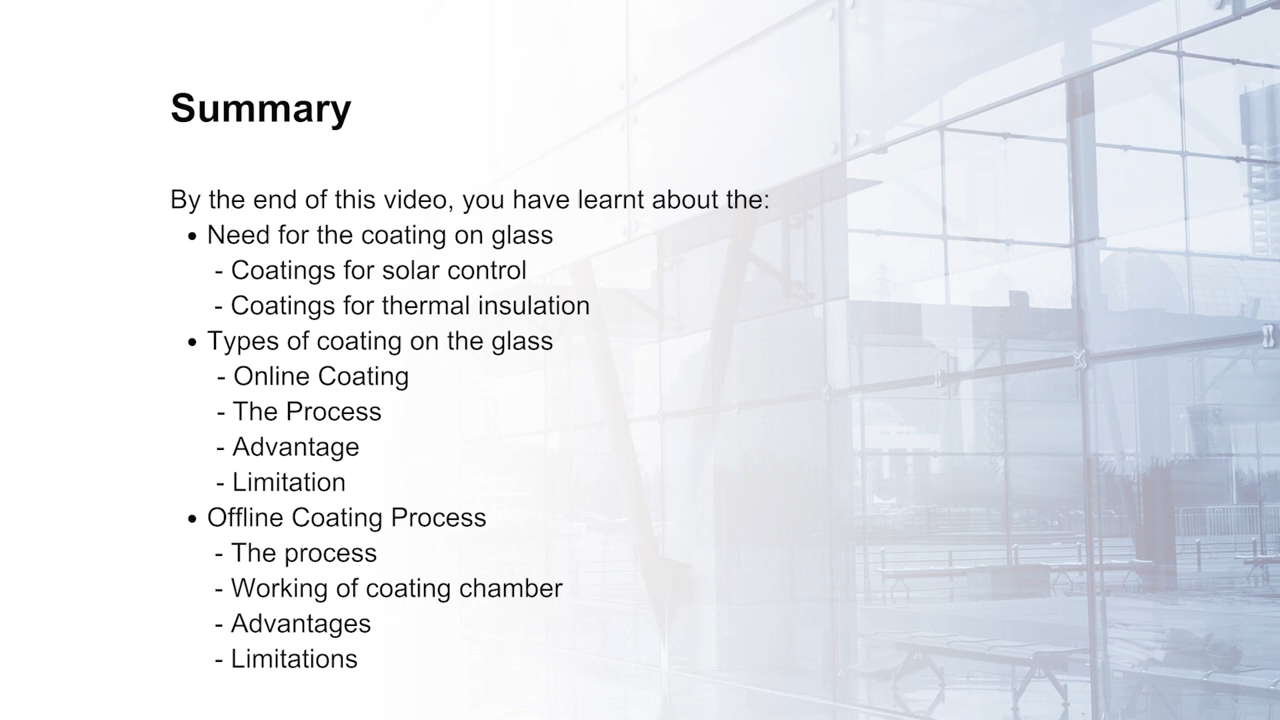 Summary
By the end of this video, you have learnt about the:
• Need for the coating on glass
- Coatings for solar control
- Coatings for thermal insulation
• Types of coating on the glass
- Online Coating
- The Process
- Advantage
- Limitation
• Offline Coating Process
- The process
- Working of coating chamber
- Advantages
- Limitations